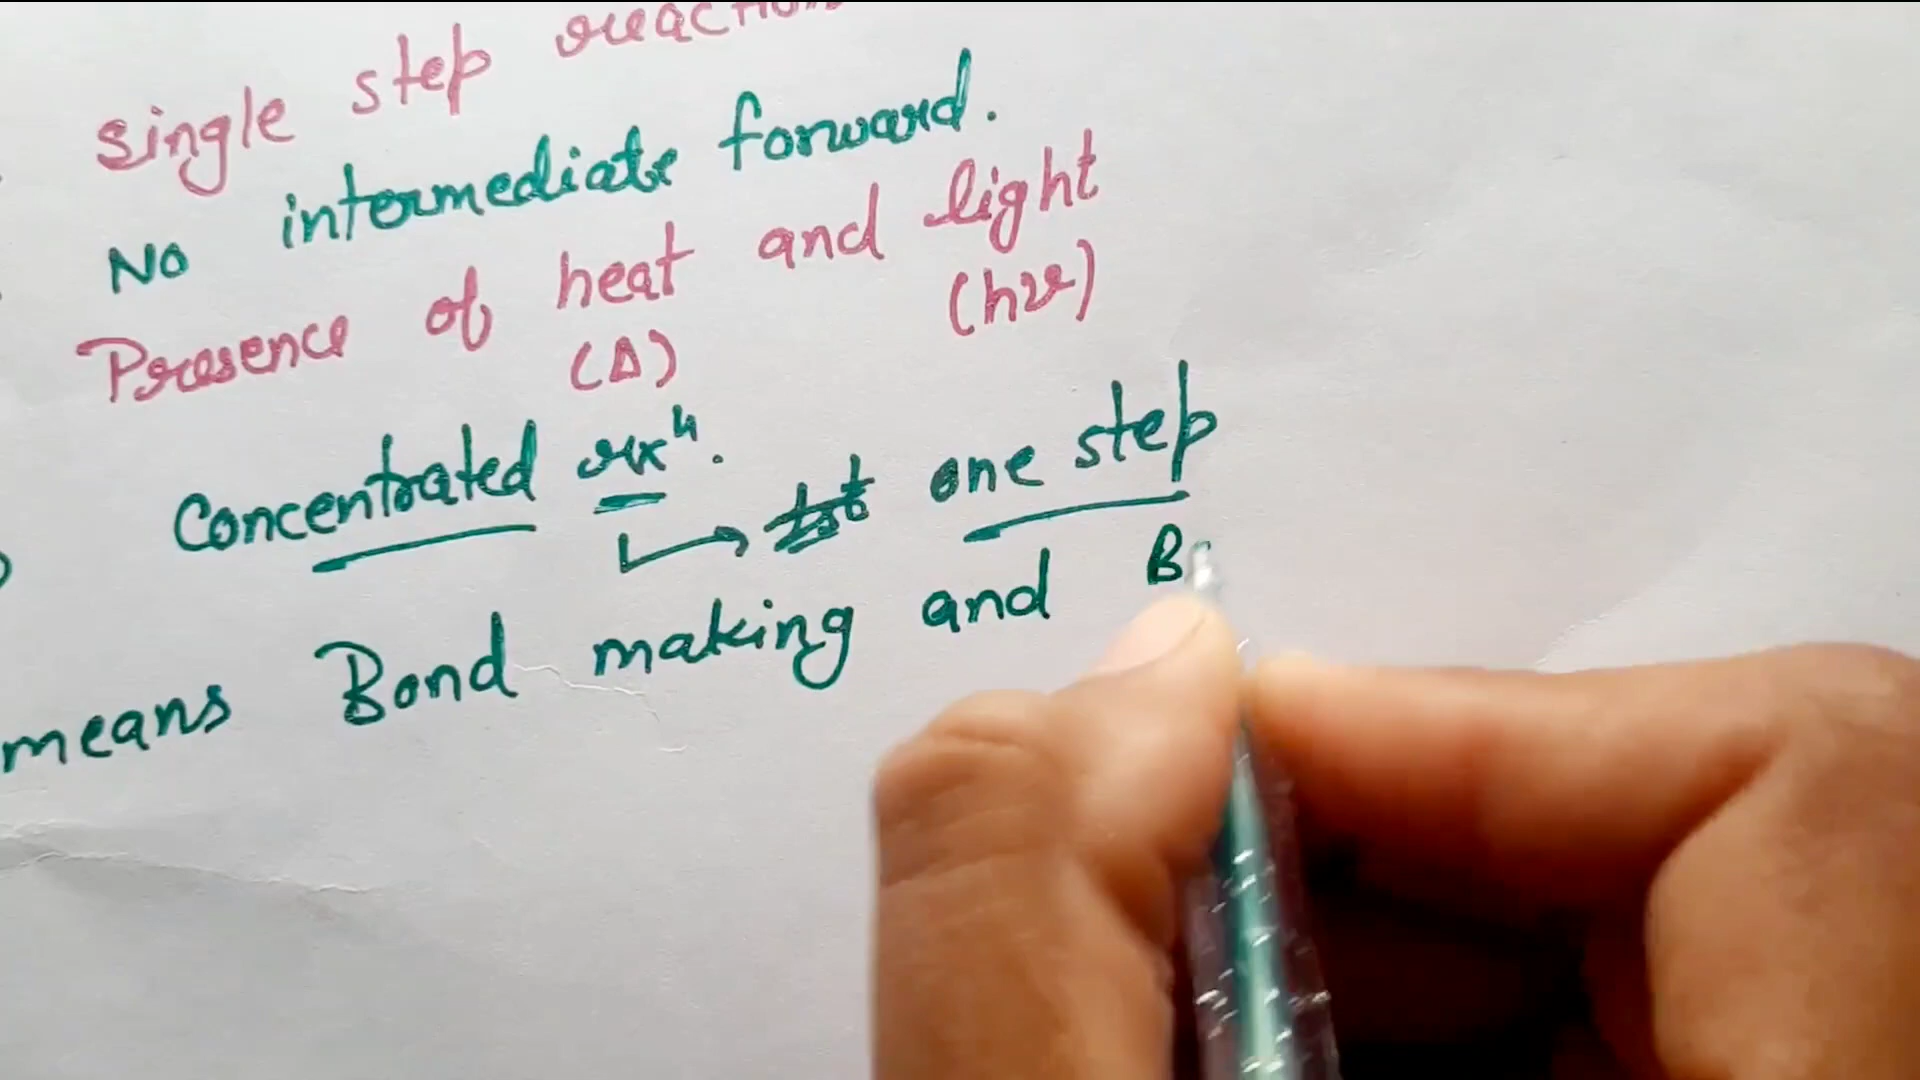 single step reaction
No intermediate forward.
Presence of heat and light
(Δ) (hν)
Concentrated rxⁿ.
↳ one step
means Bond making and B